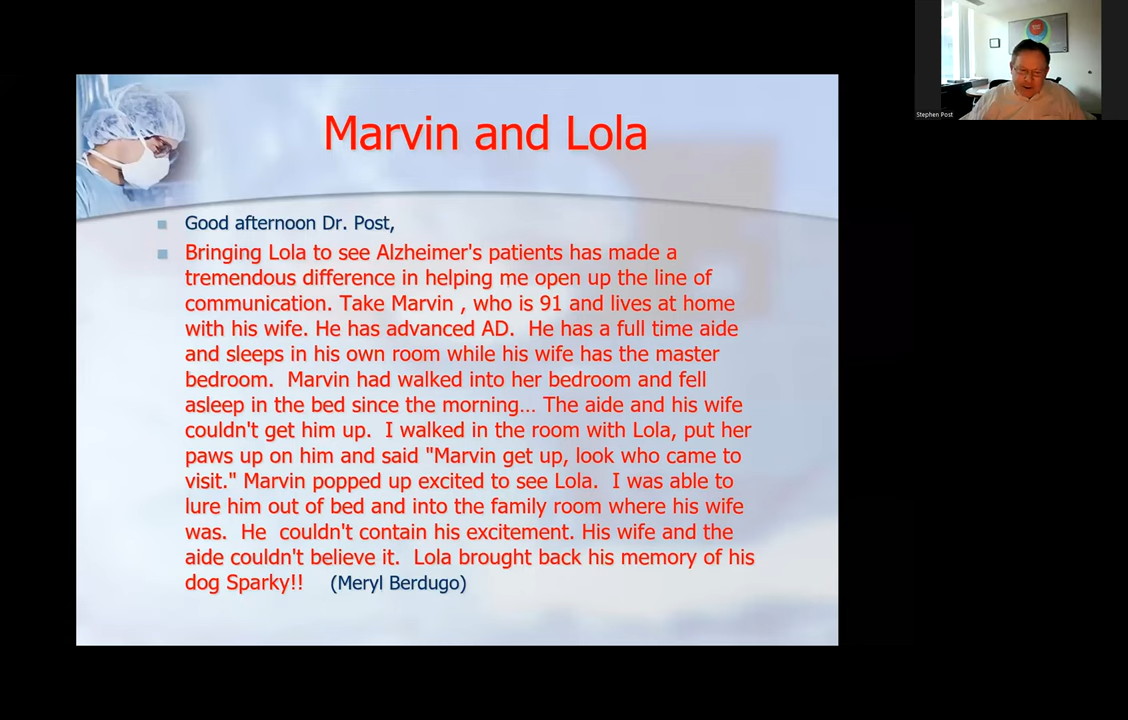 Marvin and Lola
Good afternoon Dr. Post,
Bringing Lola to see Alzheimer's patients has made a
tremendous difference in helping me open up the line of
communication. Take Marvin , who is 91 and lives at home
with his wife. He has advanced AD.  He has a full time aide
and sleeps in his own room while his wife has the master
bedroom.  Marvin had walked into her bedroom and fell
asleep in the bed since the morning... The aide and his wife
couldn't get him up.  I walked in the room with Lola, put her
paws up on him and said "Marvin get up, look who came to
visit." Marvin popped up excited to see Lola.  I was able to
lure him out of bed and into the family room where his wife
was.  He  couldn't contain his excitement. His wife and the
aide couldn't believe it.  Lola brought back his memory of his
dog Sparky!!    (Meryl Berdugo)
Stephen Post